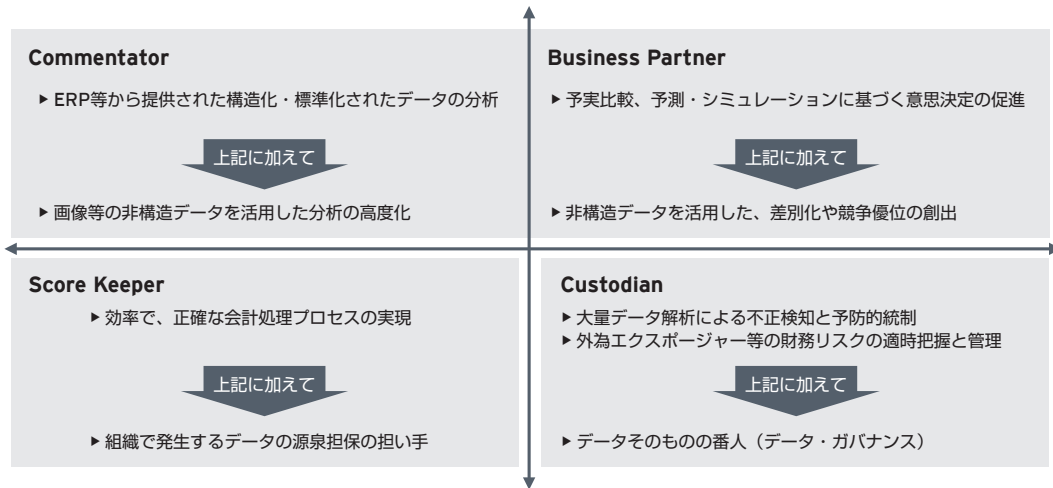 Commentator
▶ ERP等から提供された構造化・標準化されたデータの分析
上記に加えて
▶ 画像等の非構造データを活用した分析の高度化
Business Partner
▶ 予実比較、予測・シミュレーションに基づく意思決定の促進
上記に加えて
▶ 非構造データを活用した、差別化や競争優位の創出
Score Keeper
▶ 効率で、正確な会計処理プロセスの実現
上記に加えて
▶ 組織で発生するデータの源泉担保の担い手
Custodian
▶ 大量データ解析による不正検知と予防的統制
▶ 外為エクスポージャー等の財務リスクの適時把握と管理
上記に加えて
▶ データそのものの番人（データ・ガバナンス）